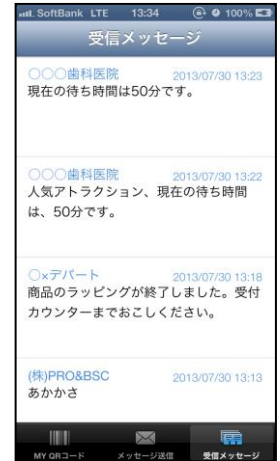 SoftBank LTE 13:34 100%
受信メッセージ
〇〇〇歯科医院 2013/07/30 13:23
現在の待ち時間は50分です。
〇〇〇歯科医院 2013/07/30 13:22
人気アトラクション、現在の待ち時間
は、50分です。
〇×デパート 2013/07/30 13:18
商品のラッピングが終了しました。受付
カウンターまでおこしください。
(株)PRO&BSC 2013/07/30 13:13
あかかさ
MY QRコード メッセージ送信 受信メッセージ